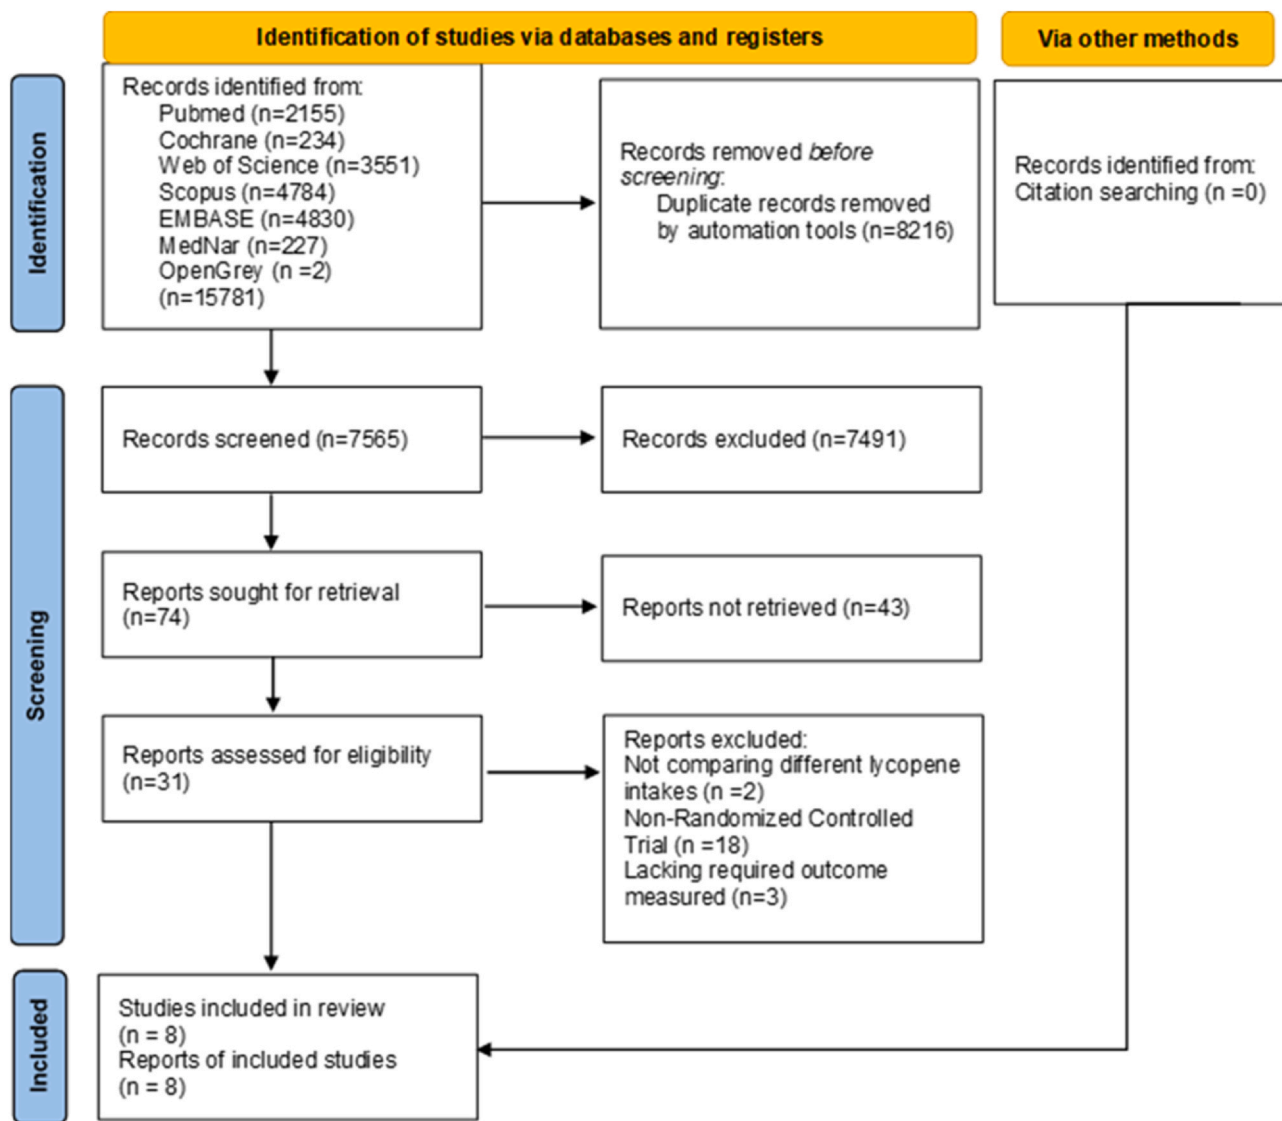 Identification of studies via databases and registers
Via other methods
Identification
Records identified from:
Pubmed (n=2155)
Cochrane (n=234)
Web of Science (n=3551)
Scopus (n=4784)
EMBASE (n=4830)
MedNar (n=227)
OpenGrey (n =2)
(n=15781)
Records removed before
screening:
Duplicate records removed
by automation tools (n=8216)
Records identified from:
Citation searching (n =0)
Screening
Records screened (n=7565)
Records excluded (n=7491)
Reports sought for retrieval
(n=74)
Reports not retrieved (n=43)
Reports assessed for eligibility
(n=31)
Reports excluded:
Not comparing different lycopene
intakes (n =2)
Non-Randomized Controlled
Trial (n =18)
Lacking required outcome
measured (n=3)
Included
Studies included in review
(n = 8)
Reports of included studies
(n = 8)